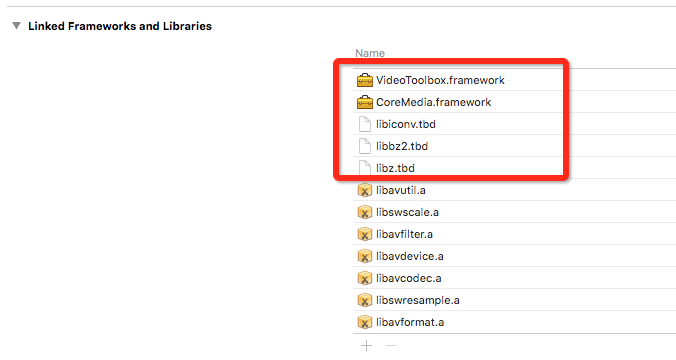 Linked Frameworks and Libraries
Name
VideoToolbox.framework
CoreMedia.framework
libiconv.tbd
libbz2.tbd
libz.tbd
libavutil.a
libswscale.a
libavfilter.a
libavdevice.a
libavcodec.a
libswresample.a
libavformat.a